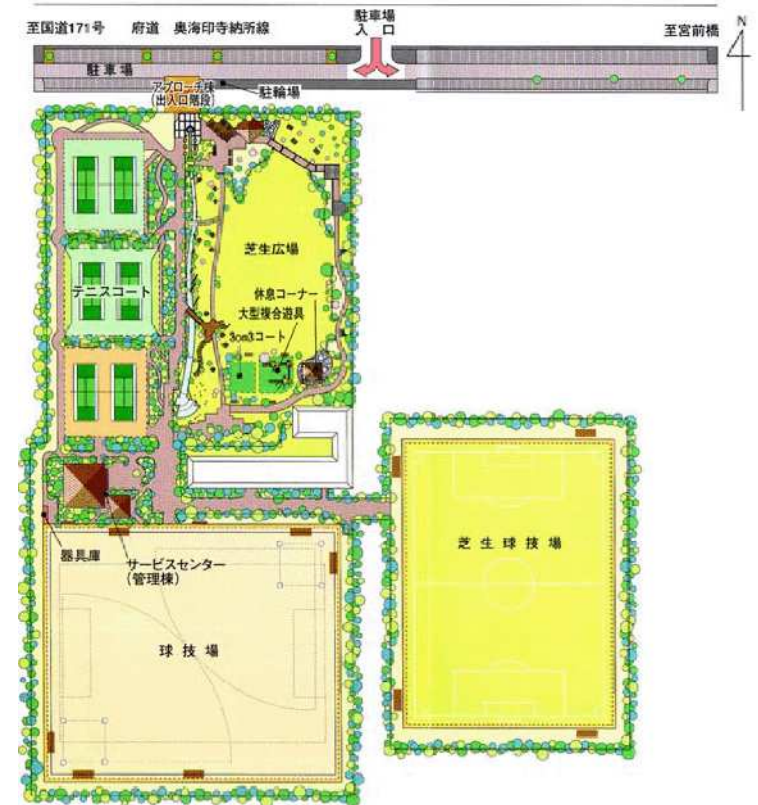 至国道171号 府道 奥海印寺納所線
駐車場
入口
至宮前橋
N
駐車場
アプローチ棟
(出入口階段)
駐輪場
芝生広場
テニスコート
休息コーナー
大型複合遊具
3on3コート
器具庫
サービスセンター
(管理棟)
芝生球技場
球技場